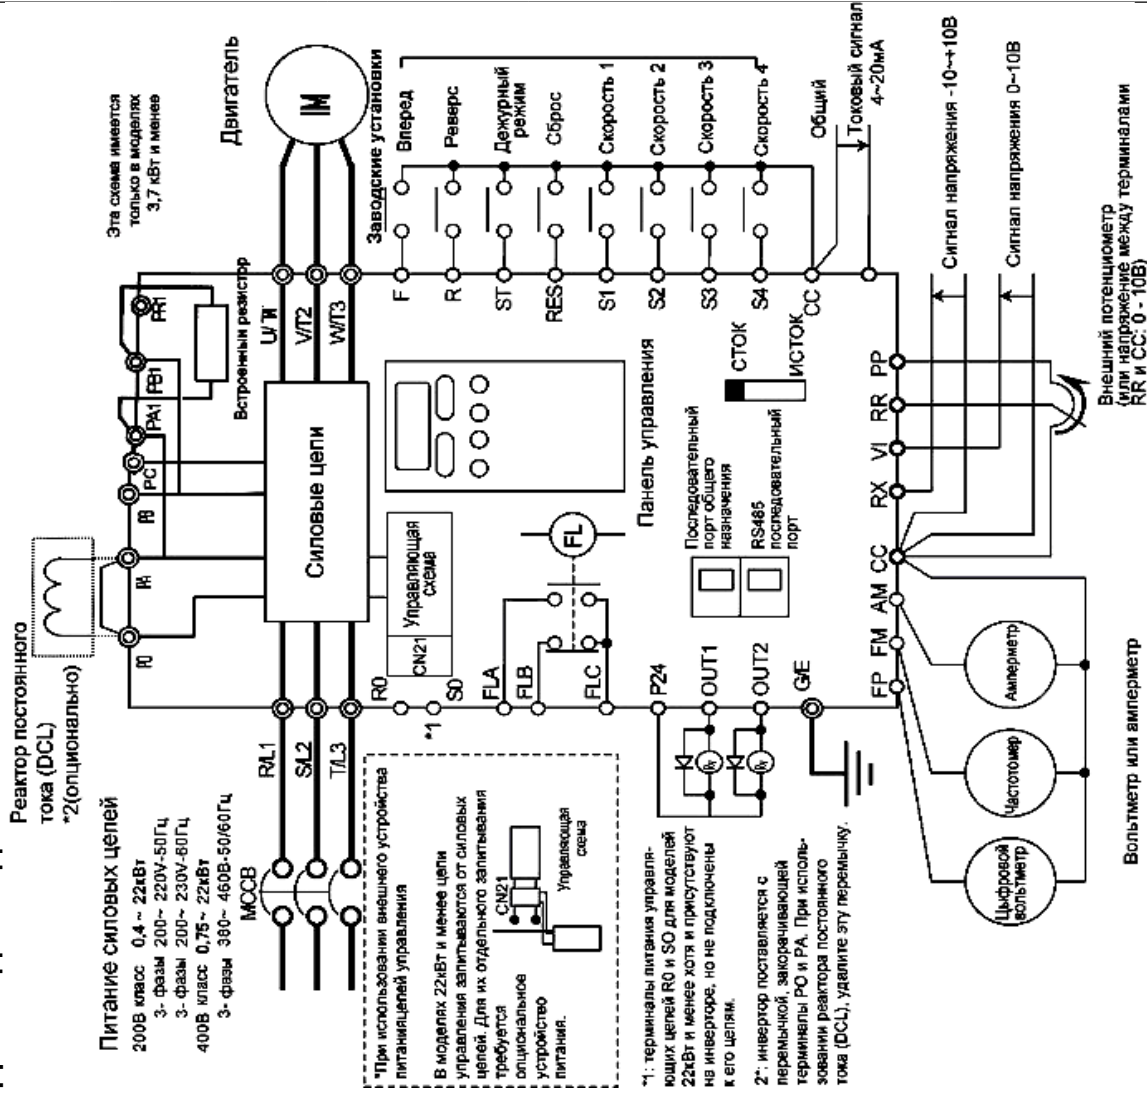 Реактор постоянного
тока (DCL)
*2(опционально)
Питание силовых цепей
200В класс 0,4 ~ 22кВт
3- фазы 200~ 220V-50Гц
3- фазы 200~ 230V-60Гц
400В класс 0,75~ 22кВт
3- фазы 380~ 460В-50/60Гц
MCCB
R/L1
S/L2
T/L3
PO
PA
PB
PC
PA1
PB1
PR1
Встроенный резистор
Эта схема имеется
только в моделях
3,7 кВт и менее
Двигатель
IM
V/T2
W/T3
Силовые цепи
Управляющая
схема
CN21
Панель управления
Заводские установки
F
Вперед
R
Реверс
ST
Дежурный
режим
RES
Сброс
S1
Скорость 1
S2
Скорость 2
S3
Скорость 3
S4
Скорость 4
CC
Общий
Токовый сигнал
4~20мА
R0
S0
*1
FLA
FLB
FLC
FL
P24
OUT1
OUT2
G/E
Ry
Ry
СТОК
ИСТОК
Последовательный
порт общего
назначения
RS485
последовательный
порт
FP
FM
AM
CC
RX
VI
RR
PP
Сигнал напряжения -10~+10В
Сигнал напряжения 0~10В
Внешний потенциометр
(или напряжение между терминалами
RR и CC: 0 - 10В)
Цыфровой
вольтметр
Частотомер
Амперметр
Вольтметр или амперметр
*При использовании внешнего устройства
питанияцепей управления
В моделях 22кВт и менее цепи
управления запитываются от силовых
цепей. Для их отдельного запитывания
требуется
опциональное
устройство
питания.
CN21
Управляющая
схема
*1: терминалы питания управля-
ющих цепей R0 и SO для моделей
22кВт и менее хотя и присутствуют
на инверторе, но не подключены
к его цепям.
2*: инвертор поставляется с
перемычкой, закорачивающей
терминалы PO и PA. При исполь-
зовании реактора постоянного
тока (DCL), удалите эту перемычку.